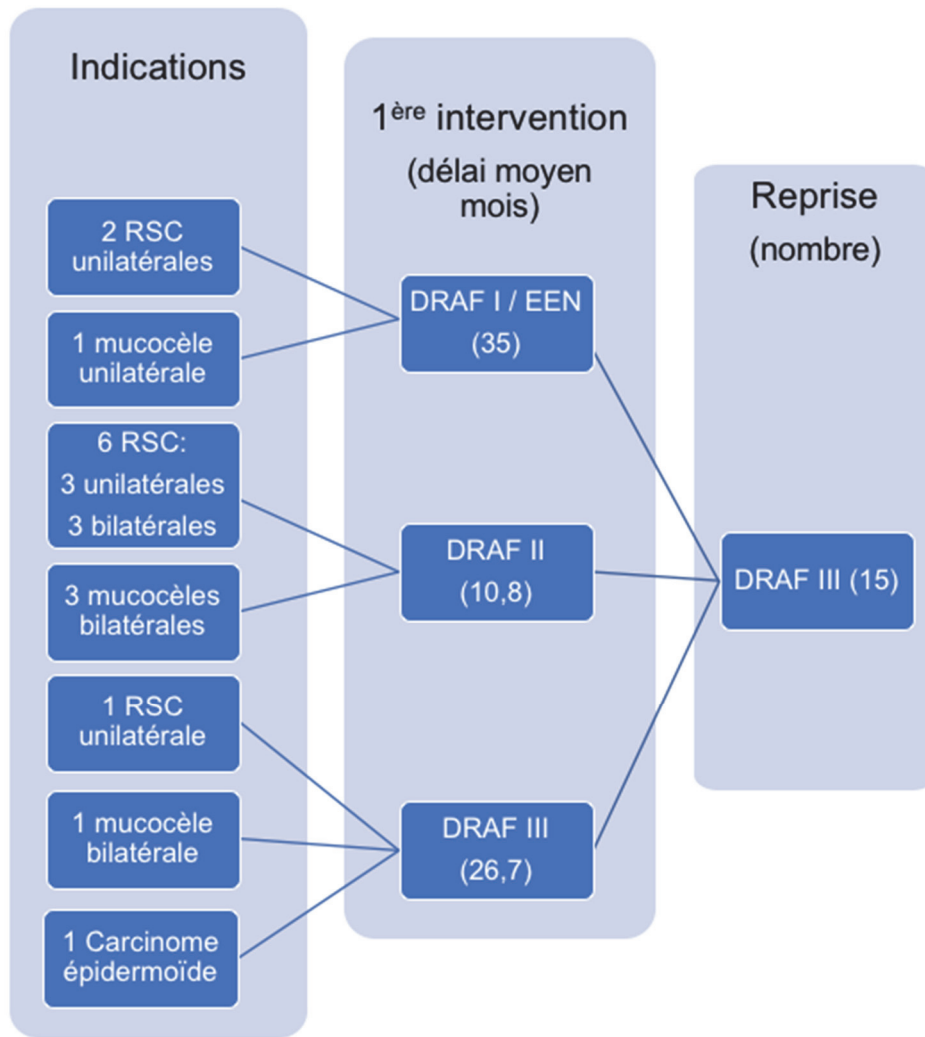 Indications
2 RSC
unilatérales
1 mucocèle
unilatérale
6 RSC:
3 unilatérales
3 bilatérales
3 mucocèles
bilatérales
1 RSC
unilatérale
1 mucocèle
bilatérale
1 Carcinome
épidermoïde
1ère intervention
(délai moyen
mois)
DRAF I / EEN
(35)
DRAF II
(10,8)
DRAF III
(26,7)
Reprise
(nombre)
DRAF III (15)